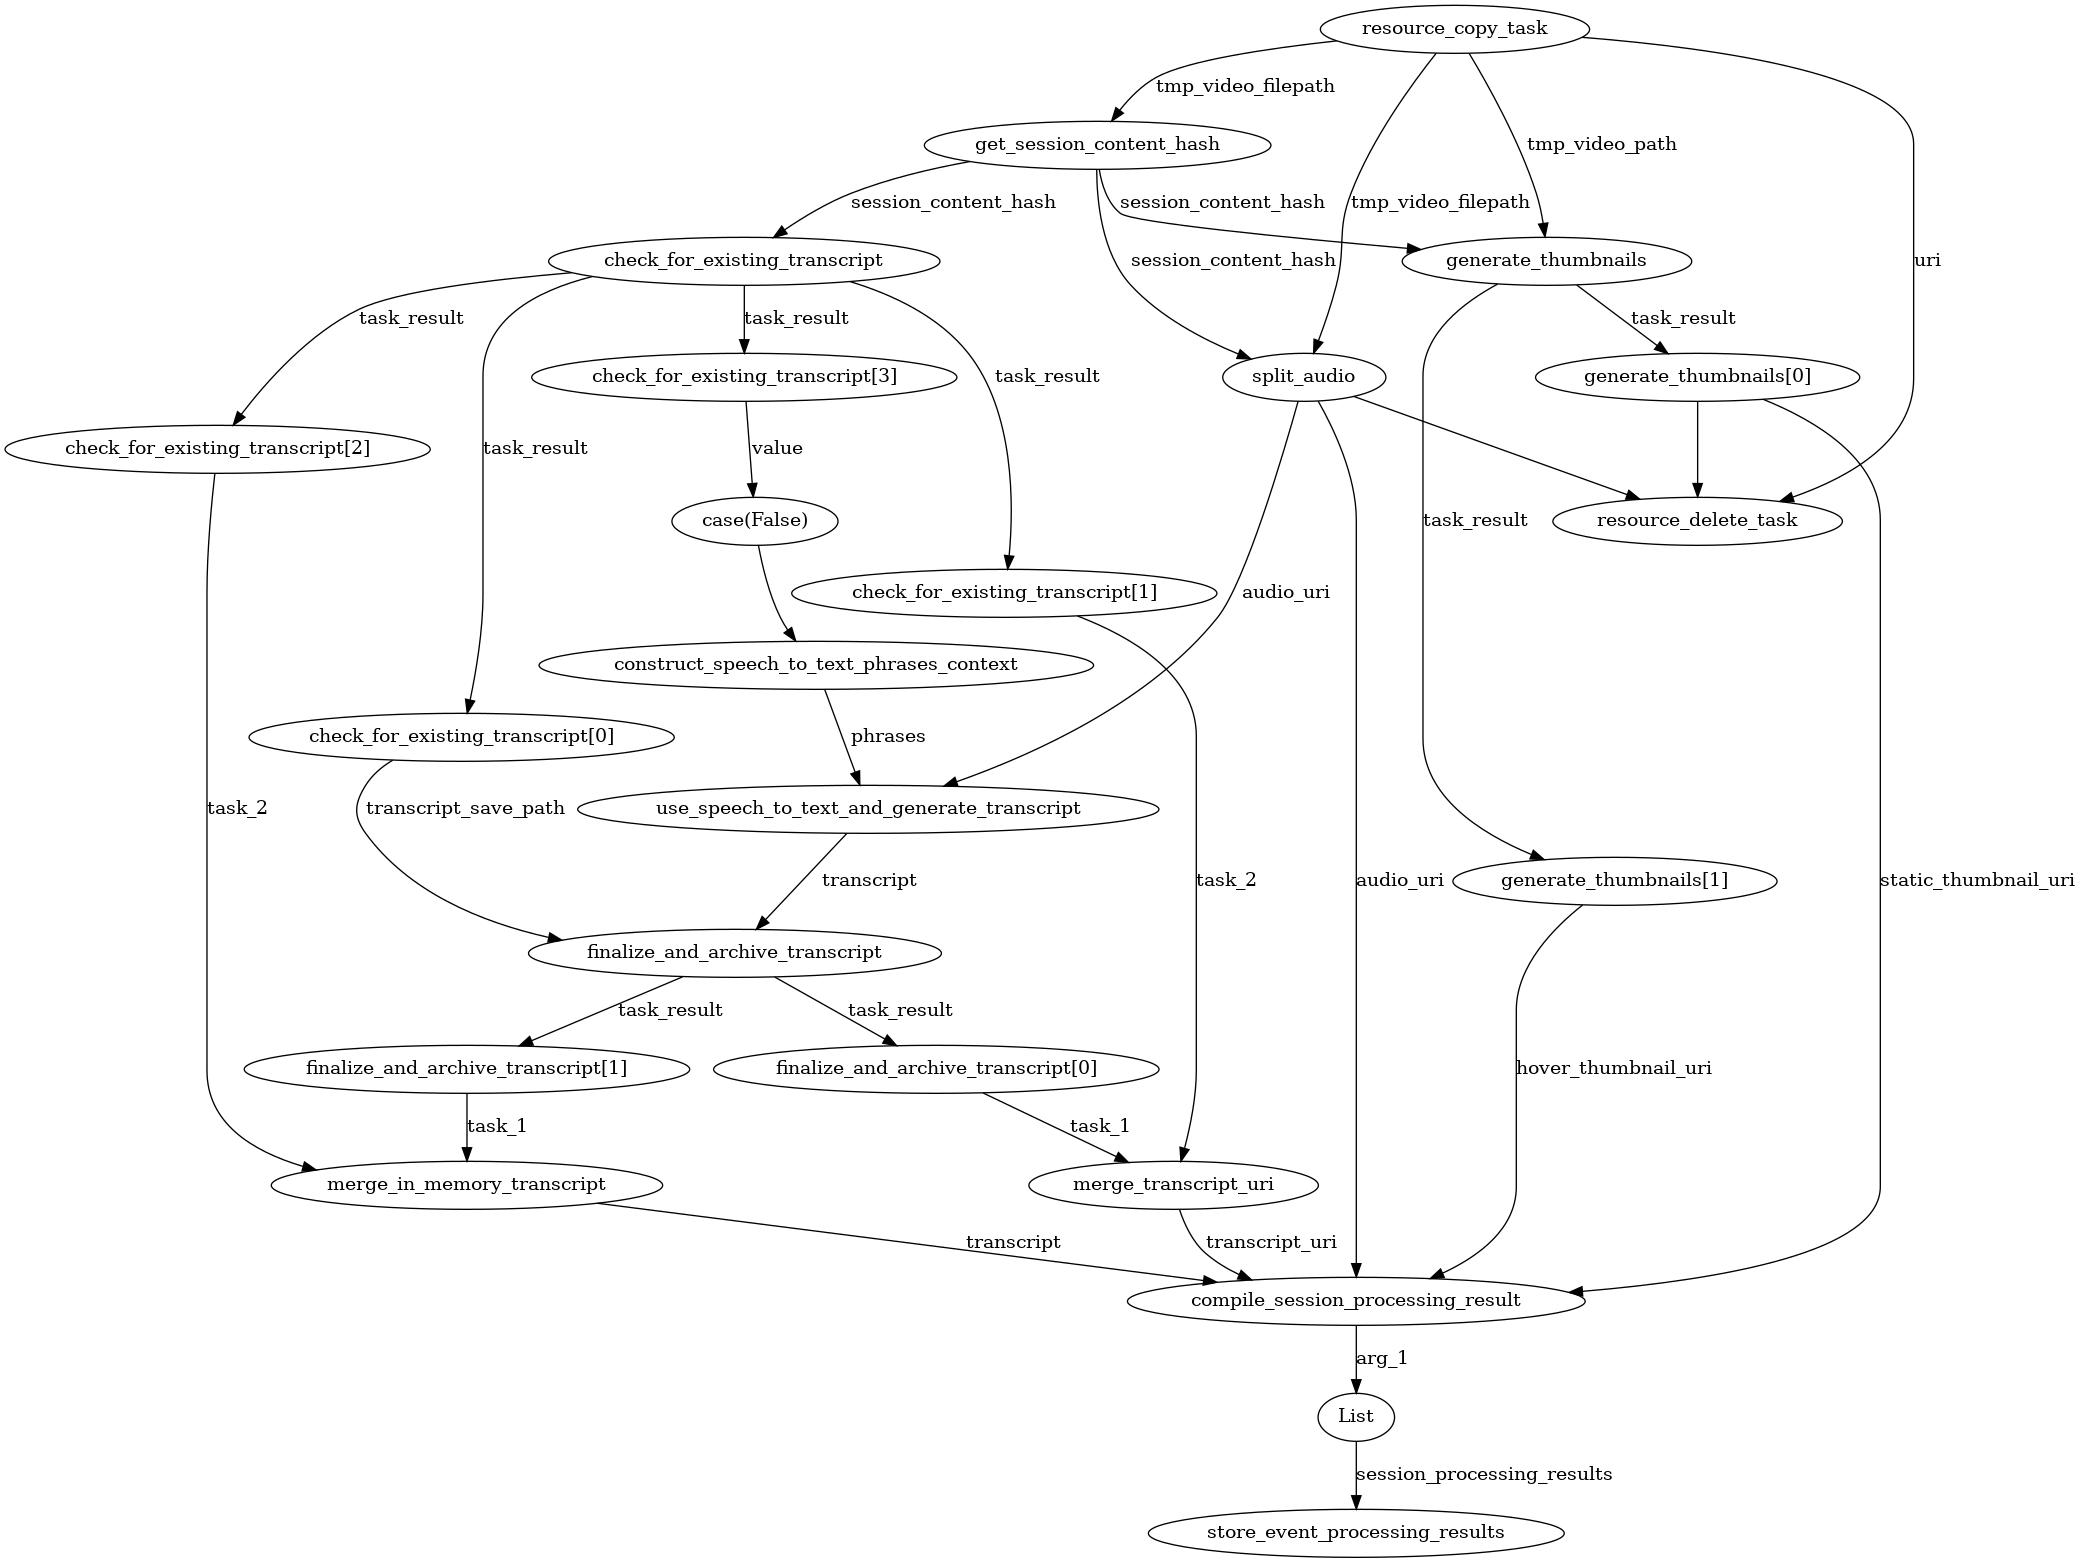 resource_copy_task
tmp_video_filepath
get_session_content_hash
tmp_video_path
session_content_hash
session_content_hash
tmp_video_filepath
check_for_existing_transcript
session_content_hash
generate_thumbnails
uri
task_result
task_result
task_result
check_for_existing_transcript[3]
task_result
split_audio
generate_thumbnails[0]
check_for_existing_transcript[2]
task_result
value
case(False)
task_result
resource_delete_task
check_for_existing_transcript[1]
audio_uri
construct_speech_to_text_phrases_context
check_for_existing_transcript[0]
phrases
task_2
transcript_save_path
use_speech_to_text_and_generate_transcript
transcript
task_2
audio_uri
generate_thumbnails[1]
static_thumbnail_uri
finalize_and_archive_transcript
task_result
task_result
finalize_and_archive_transcript[1]
finalize_and_archive_transcript[0]
hover_thumbnail_uri
task_1
task_1
merge_in_memory_transcript
merge_transcript_uri
transcript
transcript_uri
compile_session_processing_result
arg_1
List
session_processing_results
store_event_processing_results